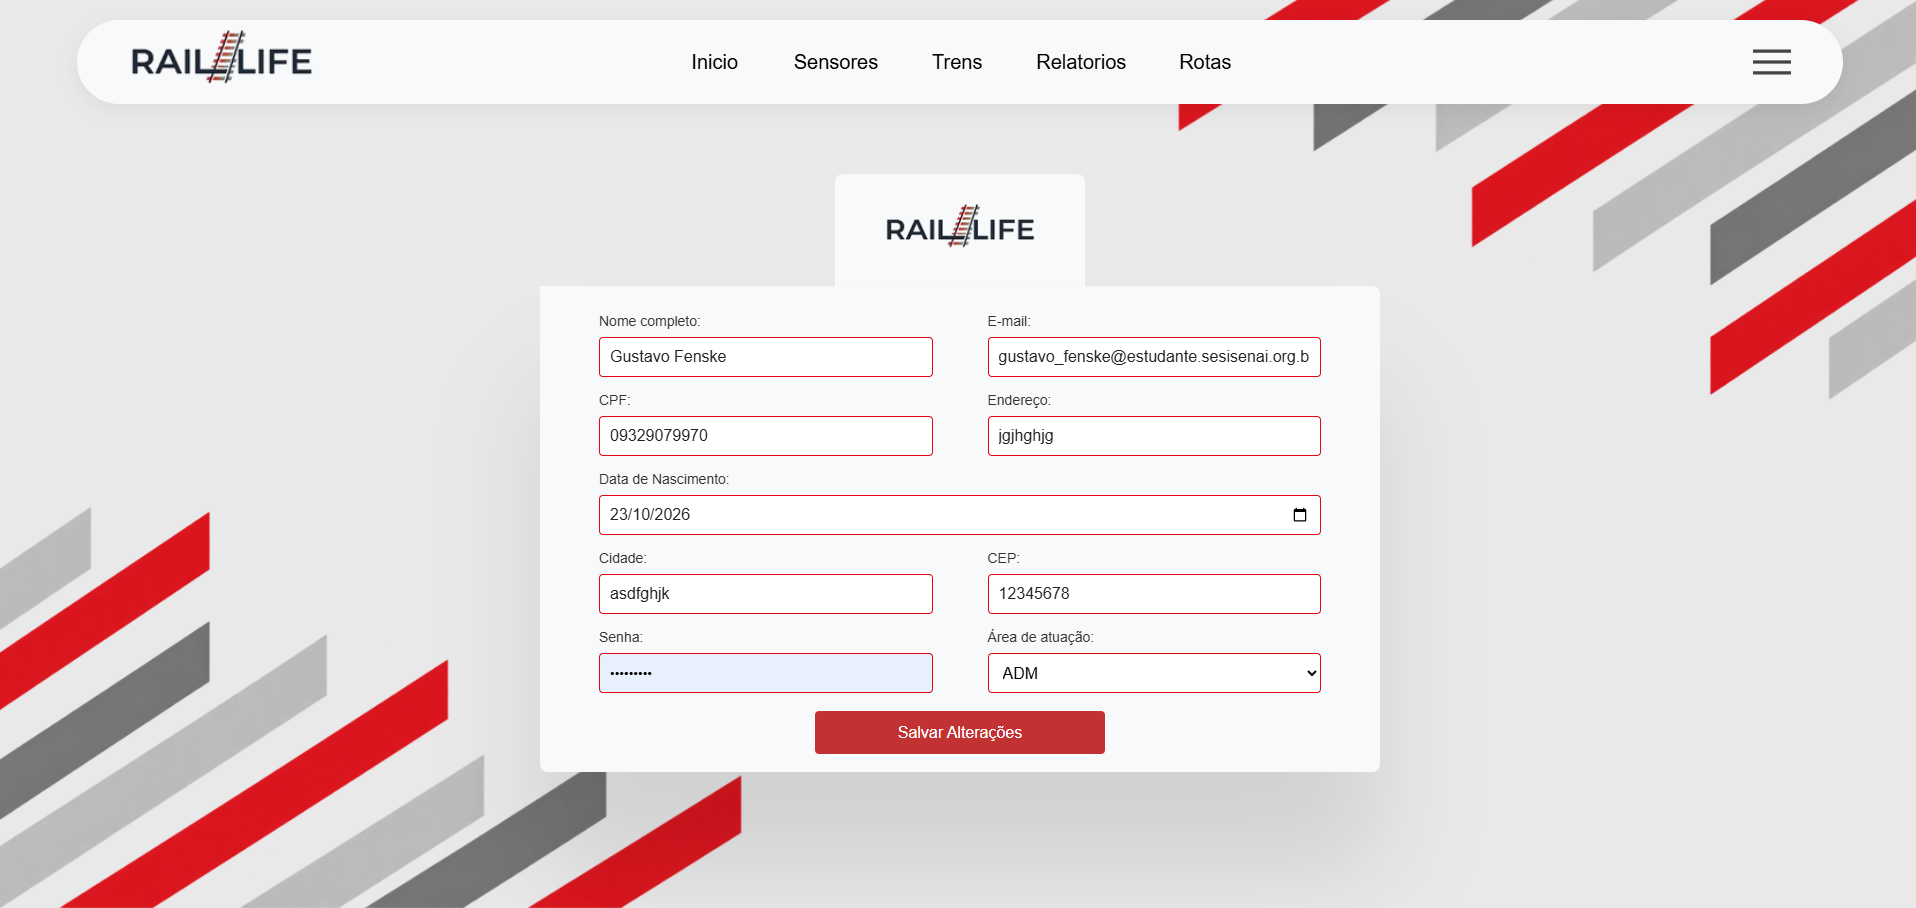 RAIL LIFE
Inicio Sensores Trens Relatorios Rotas
RAIL LIFE
Nome completo: E-mail:
Gustavo Fenske gustavo_fenske@estudante.sesisenai.org.b
CPF: Endereço:
09329079970 jgjhghjg
Data de Nascimento:
23/10/2026
Cidade: CEP:
asdfghjk 12345678
Senha: Área de atuação:
••••••••• ADM
Salvar Alterações